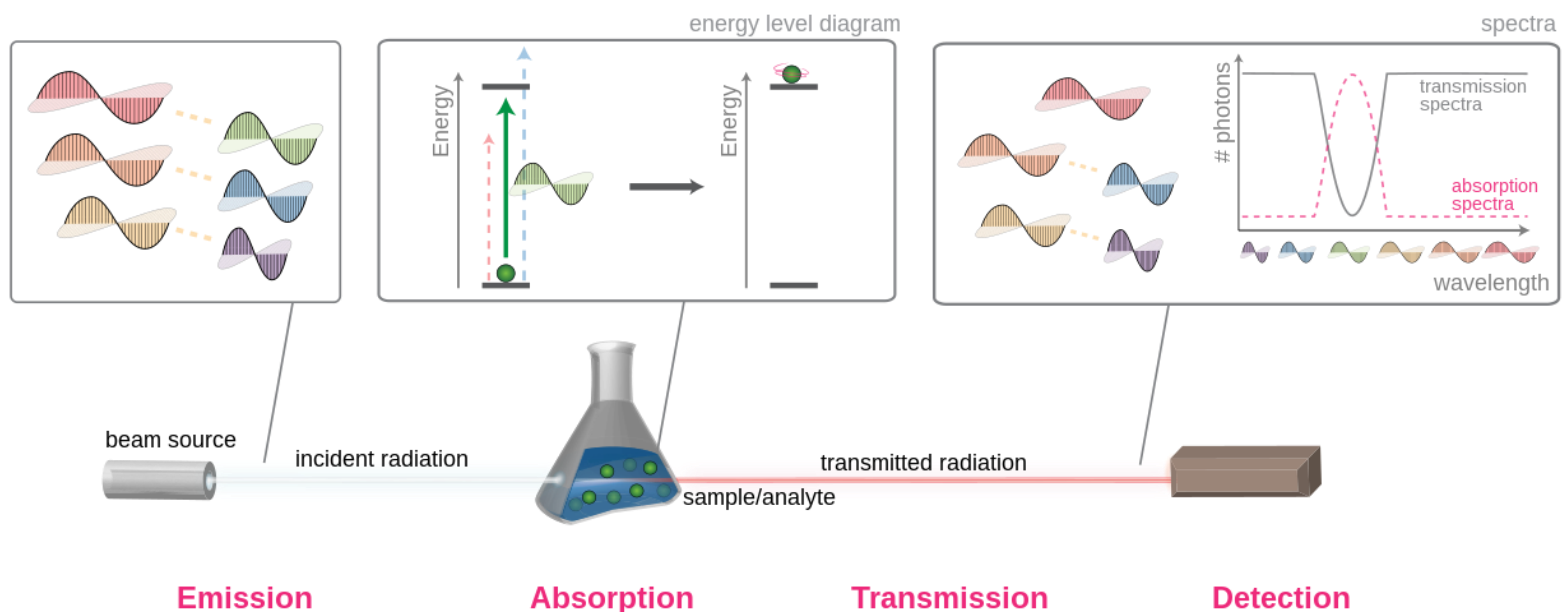 energy level diagram
spectra
Energy
Energy
# photons
transmission
spectra
absorption
spectra
wavelength
beam source
incident radiation
transmitted radiation
sample/analyte
Emission
Absorption
Transmission
Detection